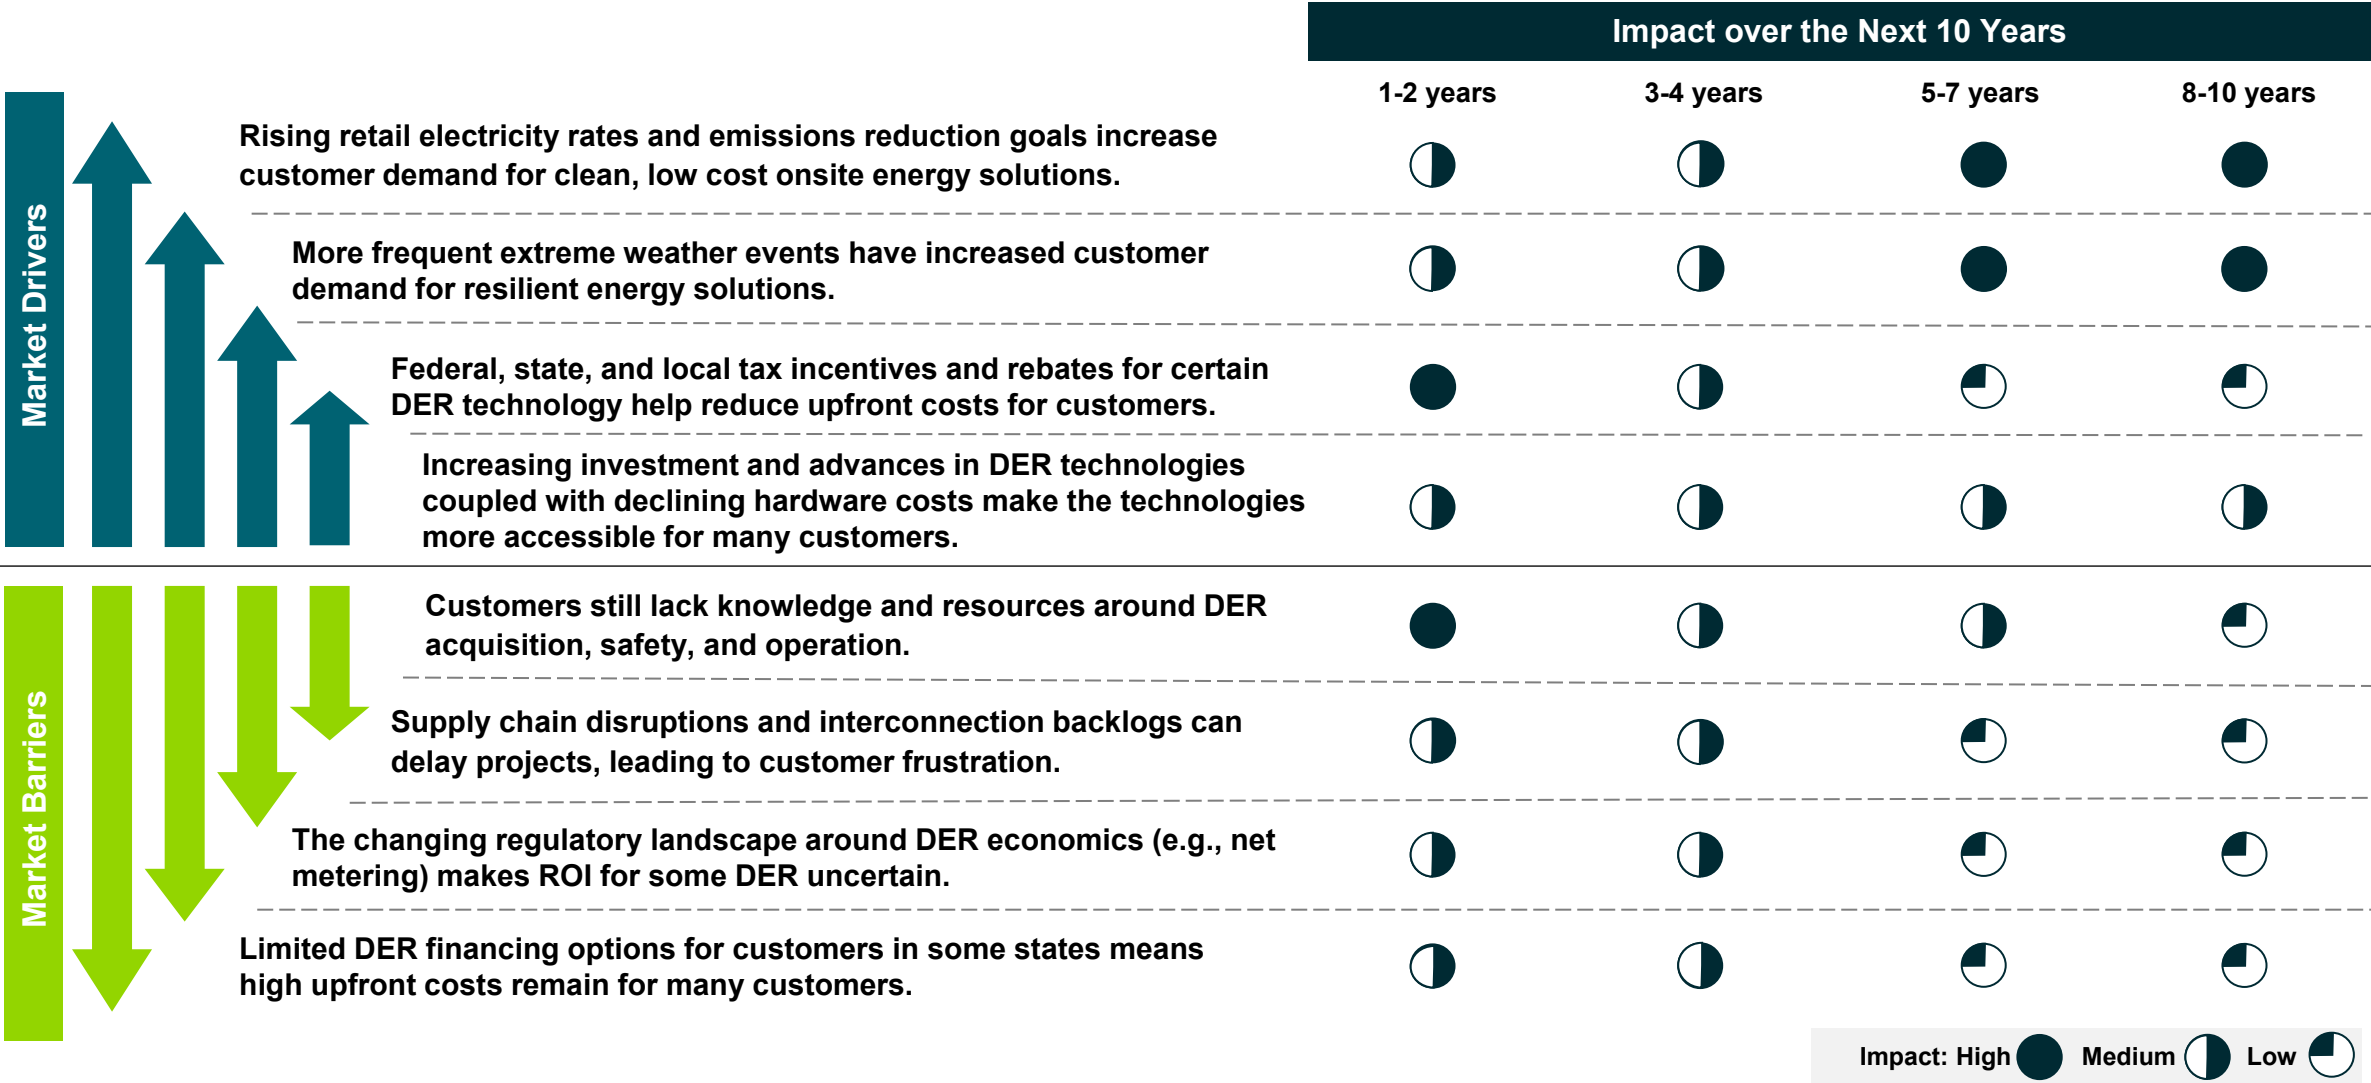 Impact over the Next 10 Years
1-2 years
3-4 years
5-7 years
8-10 years
Market Drivers
Rising retail electricity rates and emissions reduction goals increase
customer demand for clean, low cost onsite energy solutions.
More frequent extreme weather events have increased customer
demand for resilient energy solutions.
Federal, state, and local tax incentives and rebates for certain
DER technology help reduce upfront costs for customers.
Increasing investment and advances in DER technologies
coupled with declining hardware costs make the technologies
more accessible for many customers.
Market Barriers
Customers still lack knowledge and resources around DER
acquisition, safety, and operation.
Supply chain disruptions and interconnection backlogs can
delay projects, leading to customer frustration.
The changing regulatory landscape around DER economics (e.g., net
metering) makes ROI for some DER uncertain.
Limited DER financing options for customers in some states means
high upfront costs remain for many customers.
Impact: High
Medium
Low